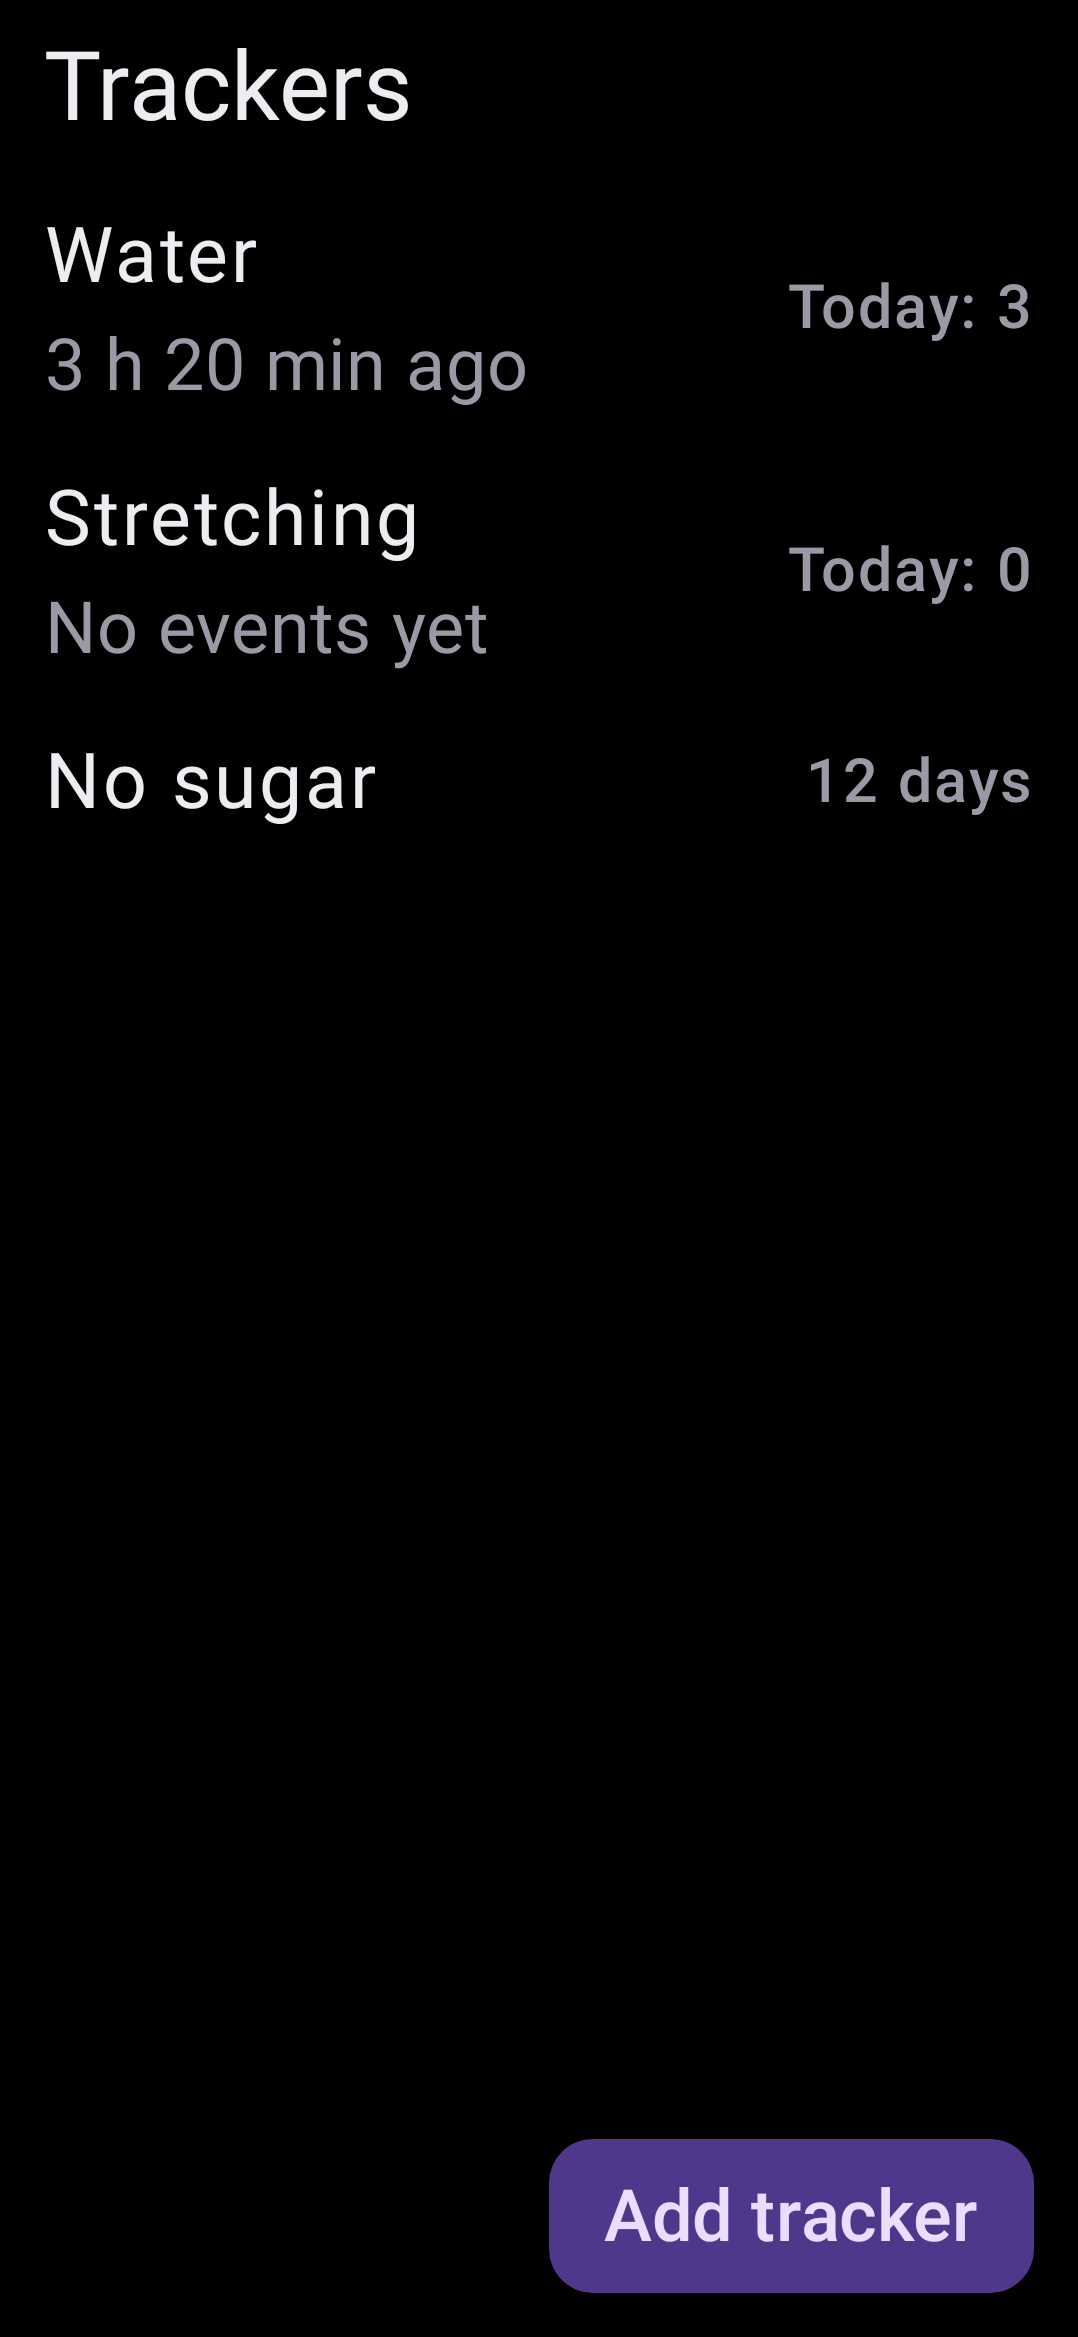 Trackers
Water
3 h 20 min ago
Today: 3
Stretching
No events yet
Today: 0
No sugar
12 days
Add tracker